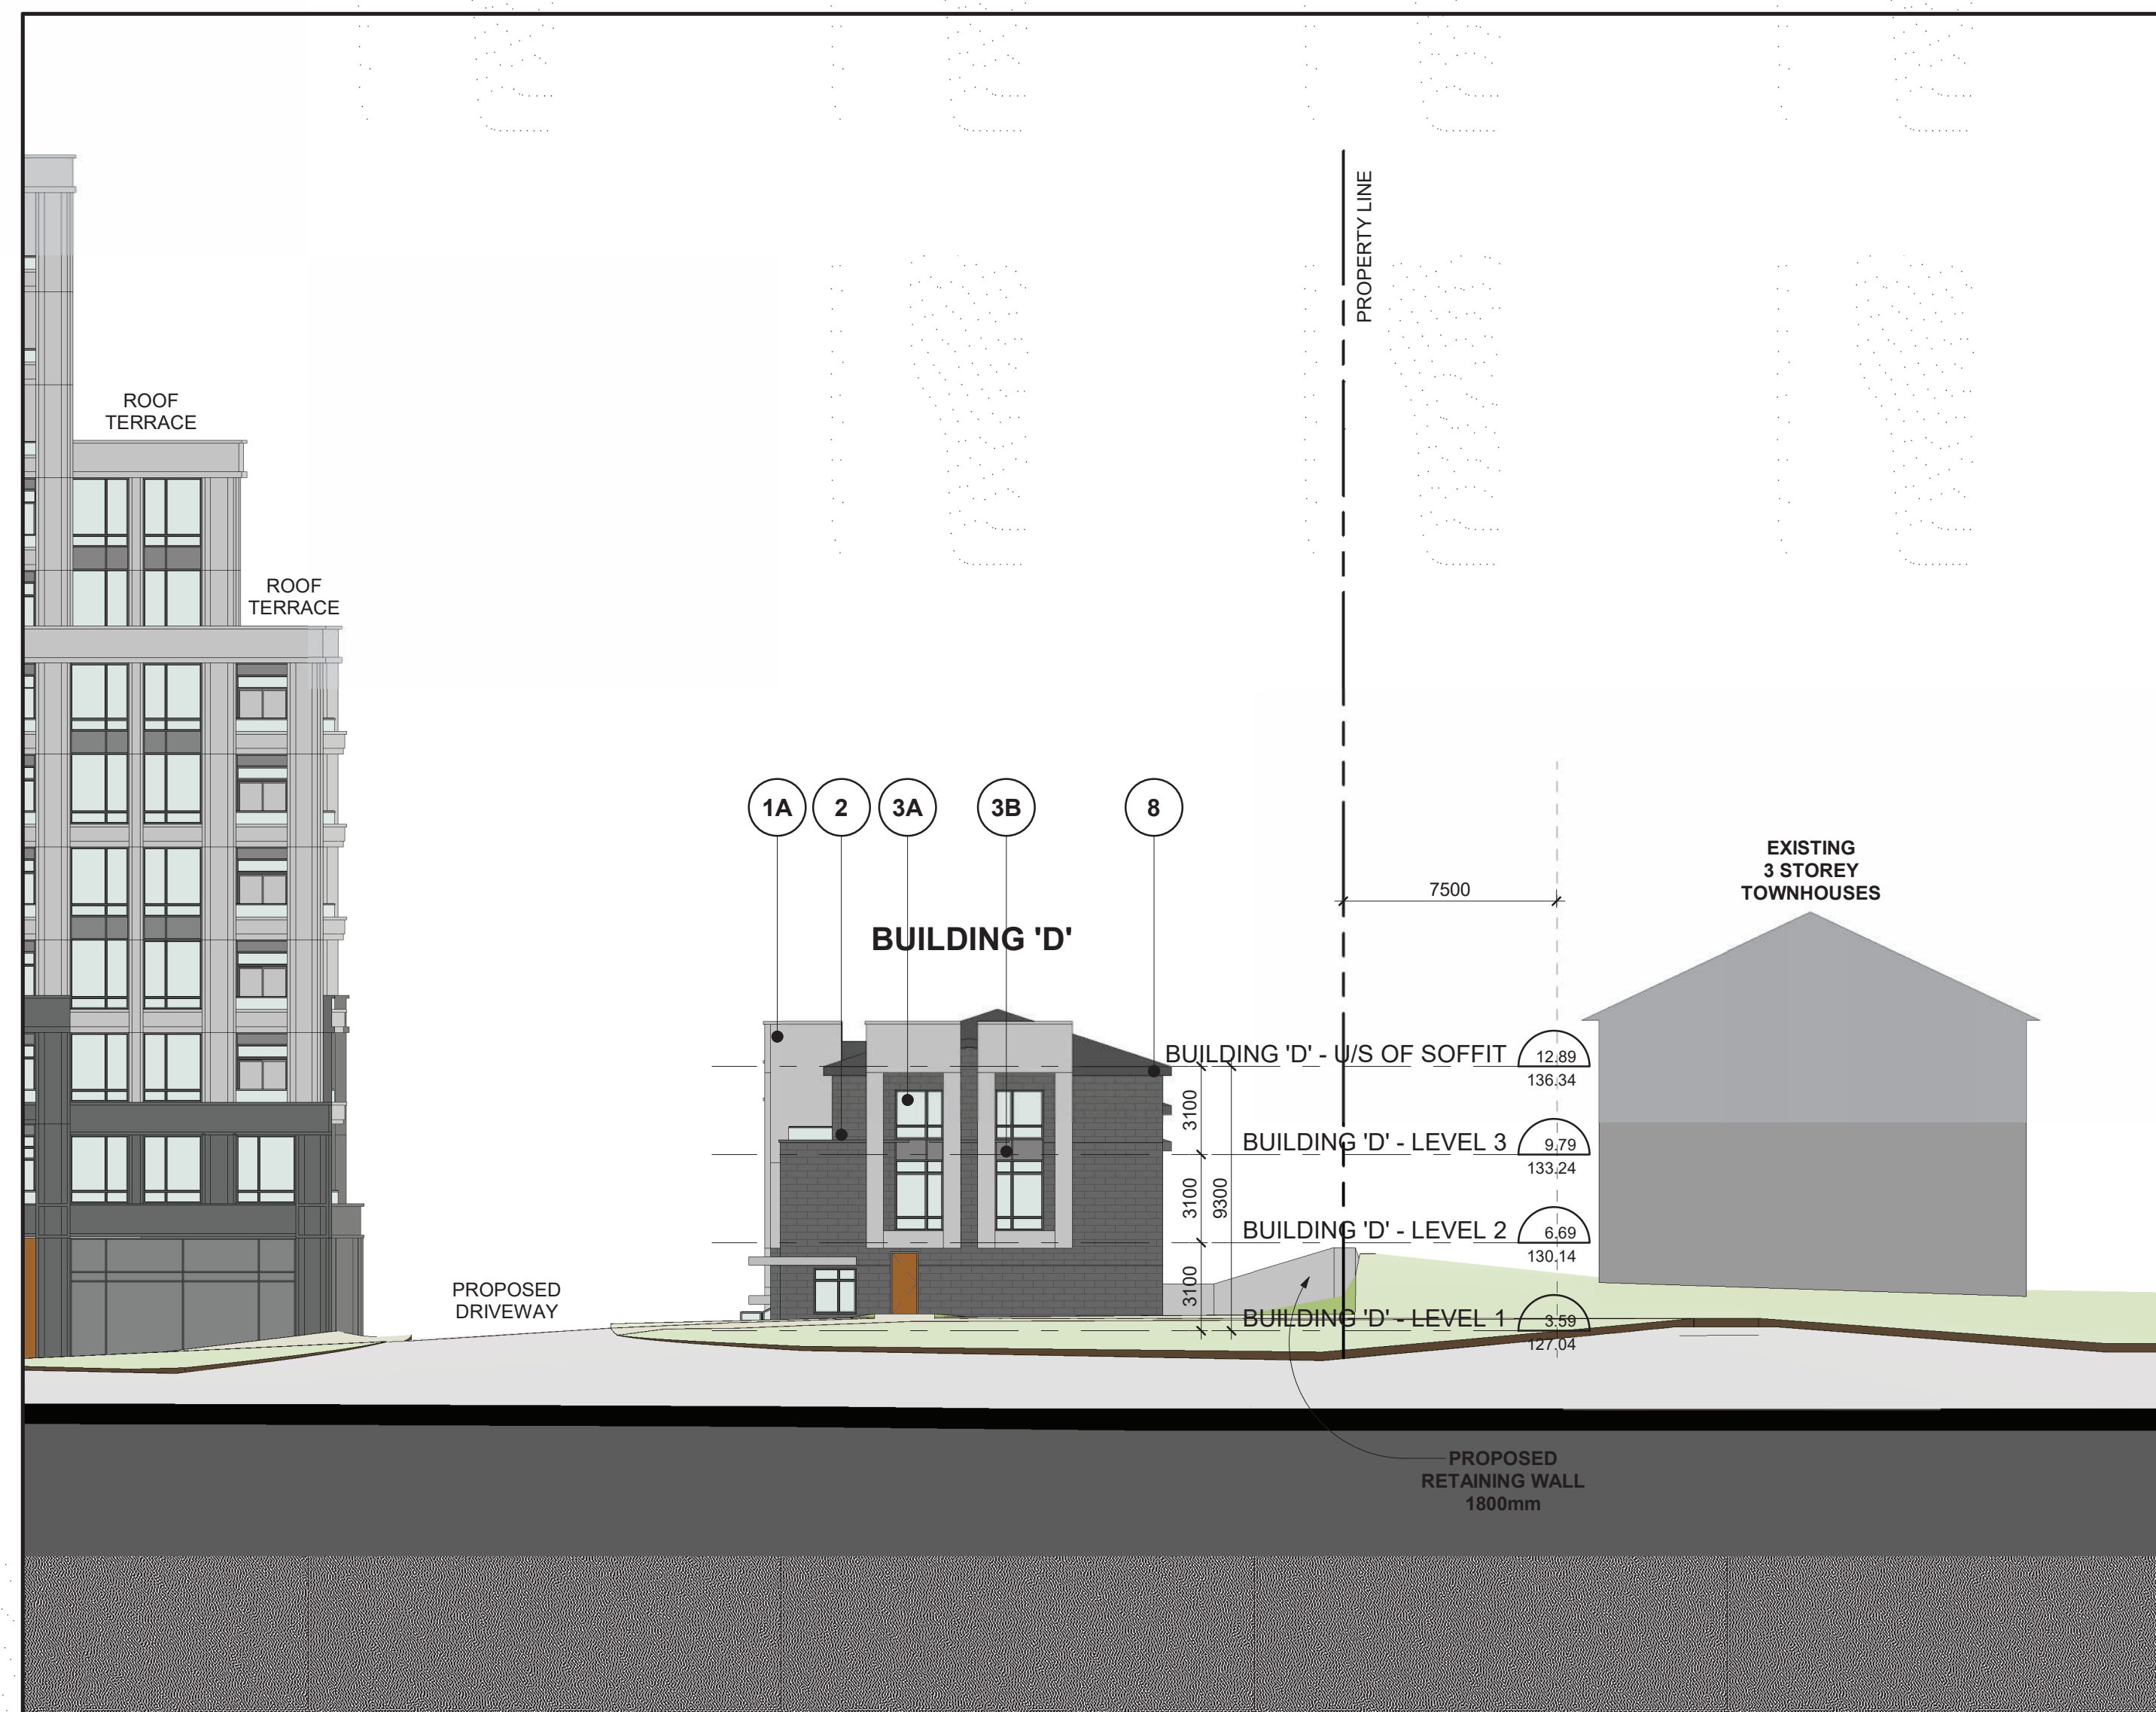 PROPERTY LINE
ROOF
TERRACE
ROOF
TERRACE
1A
2
3A
3B
8
EXISTING
3 STOREY
TOWNHOUSES
7500
BUILDING 'D'
BUILDING 'D' - U/S OF SOFFIT
12.89
136.34
3100
BUILDING 'D' - LEVEL 3
9.79
133.24
3100
9300
BUILDING 'D' - LEVEL 2
6.69
130.14
3100
PROPOSED
DRIVEWAY
BUILDING 'D' - LEVEL 1
3.59
127.04
PROPOSED
RETAINING WALL
1800mm